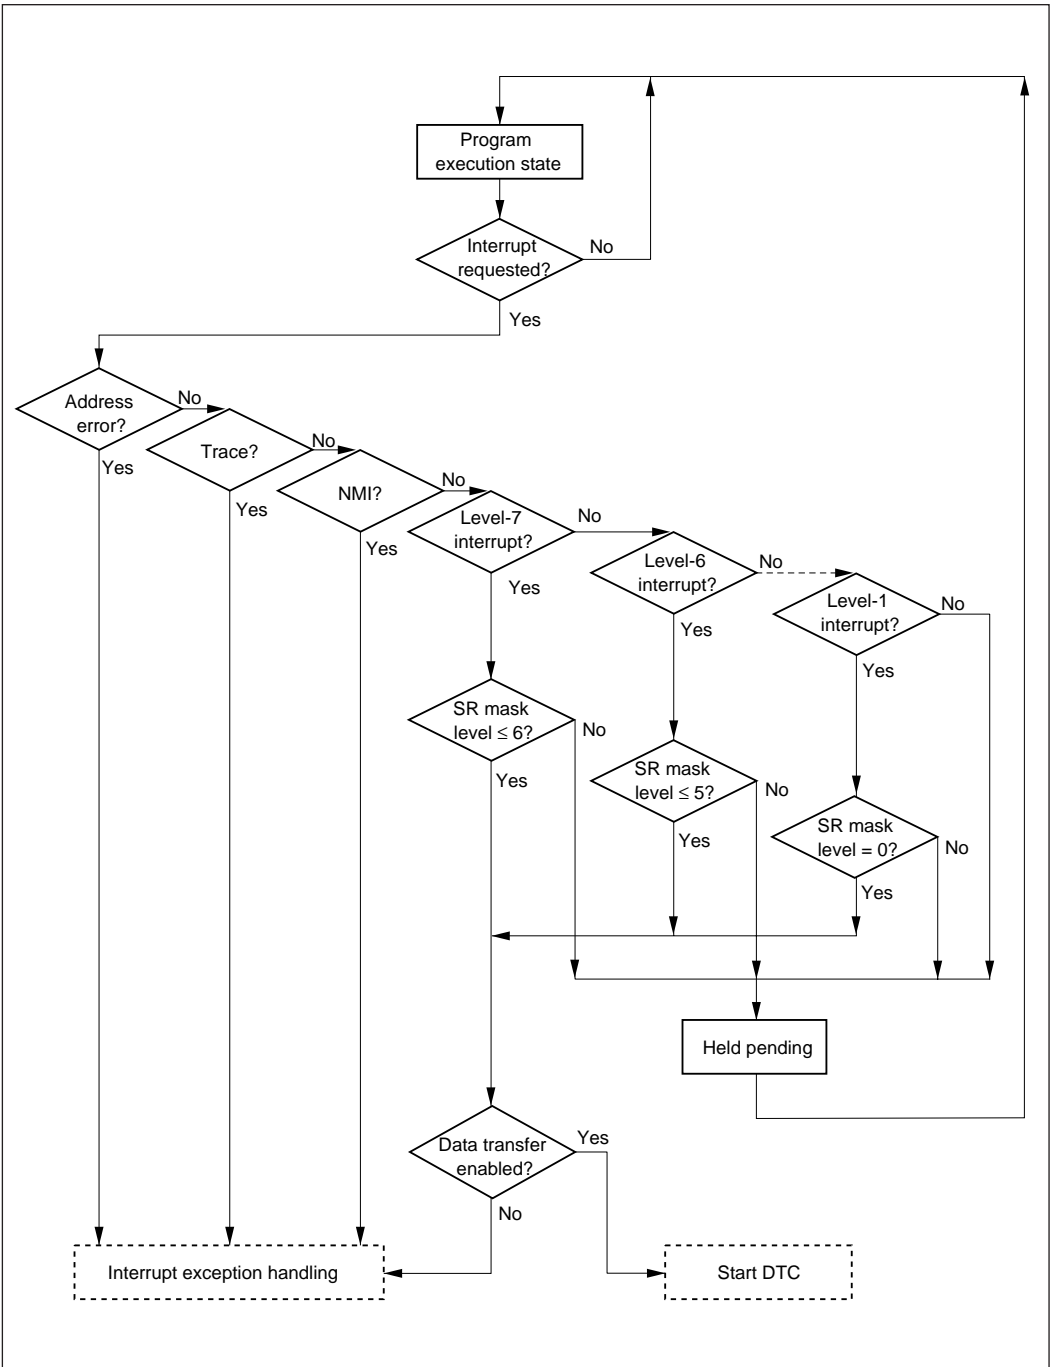 Program
execution state
Interrupt
requested?
No
Yes
Address
error?
No
Yes
Trace?
No
Yes
NMI?
No
Yes
Level-7
interrupt?
No
Yes
Level-6
interrupt?
No
Yes
Level-1
interrupt?
No
Yes
SR mask
level ≤ 6?
No
Yes
SR mask
level ≤ 5?
No
Yes
SR mask
level = 0?
No
Yes
Held pending
Data transfer
enabled?
Yes
No
Interrupt exception handling
Start DTC